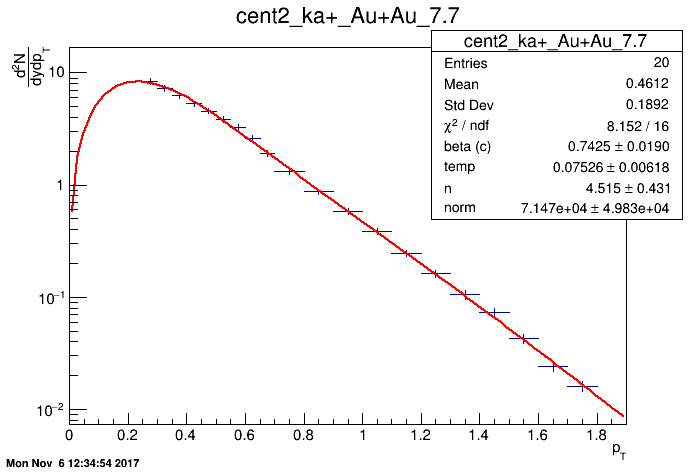 cent2_ka+_Au+Au_7.7
cent2_ka+_Au+Au_7.7
Entries 20
Mean 0.4612
Std Dev 0.1892
χ² / ndf 8.152 / 16
beta (c) 0.7425 ± 0.0190
temp 0.07526 ± 0.00618
n 4.515 ± 0.431
norm 7.147e+04 ± 4.983e+04
d²N
dydp_T
10
1
10⁻¹
10⁻²
0 0.2 0.4 0.6 0.8 1 1.2 1.4 1.6 1.8
p_T
Mon Nov 6 12:34:54 2017